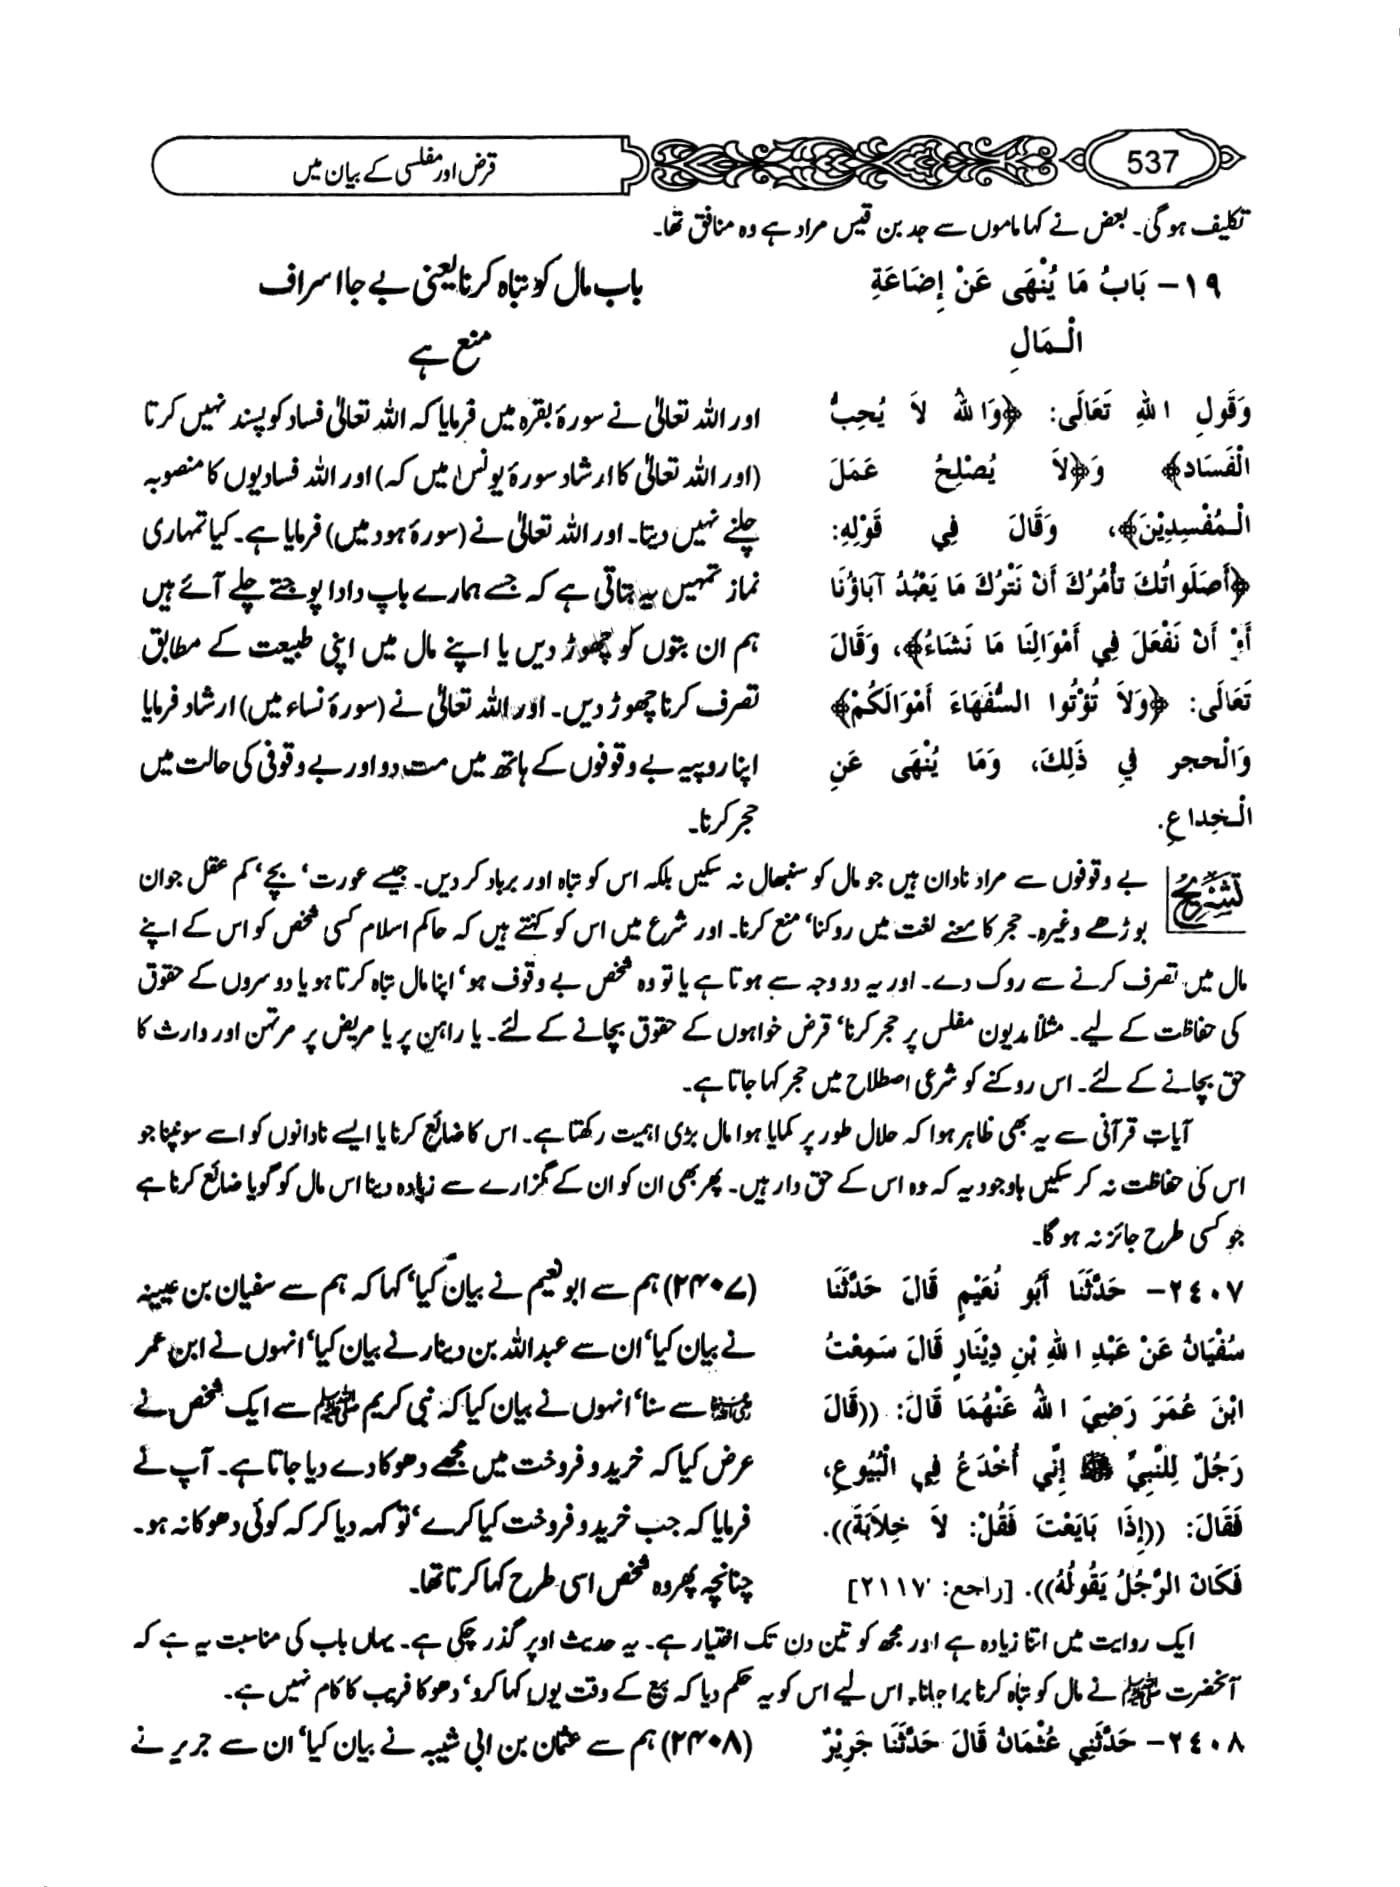 537
قرض اور مفلسی کے بیان میں
تکلیف ہو گی۔ بعض نے کہا ماموں سے جد بن قیس مراد ہے وہ منافق تھا۔
١٩- بَابُ مَا يُنْهَى عَنْ إِضَاعَةِ
الْـمَالِ
وَقَولِ اللهِ تَعَالَى: ﴿وَاللهُ لاَ يُحِبُّ
الْفَسَاد﴾ وَ﴿لاَ يُصْلِحُ عَمَلَ
الْـمُفْسِدِيْنَ﴾، وَقَالَ فِي قَوْلِهِ:
﴿أَصَلَوَاتُكَ تَأمُرُكَ أَنْ نَتْرُكَ مَا يَعْبُدُ آبَاؤُنَا
أَوْ أَنْ نَفْعَلَ فِي أَمْوَالِنَا مَا نَشَاءُ﴾، وَقَالَ
تَعَالَى: ﴿وَلاَ تُؤْتُوا السُّفَهَاءَ أَمْوَالَكُمْ﴾
وَالْحجر فِي ذَلِكَ، وَمَا يُنْهَى عَنِ
الْـخِداعِ.
باب مال کو تباہ کرنا یعنی بے جا اسراف
منع ہے
اور اللہ تعالیٰ نے سورۂ بقرہ میں فرمایا کہ اللہ تعالیٰ فساد کو پسند نہیں کرتا
(اور اللہ تعالیٰ کا ارشاد سورۂ یونس میں کہ) اور اللہ فسادیوں کا منصوبہ
چلنے نہیں دیتا۔ اور اللہ تعالیٰ نے (سورۂ ہود میں) فرمایا ہے۔ کیا تمہاری
نماز تمہیں یہ بتاتی ہے کہ جسے ہمارے باپ دادا پوجتے چلے آئے ہیں
ہم ان بتوں کو چھوڑ دیں یا اپنے مال میں اپنی طبیعت کے مطابق
تصرف کرنا چھوڑ دیں۔ اور اللہ تعالیٰ نے (سورۂ نساء میں) ارشاد فرمایا
اپنا روپیہ بے وقوفوں کے ہاتھ میں مت دو اور بے وقوفی کی حالت میں
حجر کرنا۔
تشریح
بے وقوفوں سے مراد نادان ہیں جو مال کو سنبھال نہ سکیں بلکہ اس کو تباہ اور برباد کر دیں۔ جیسے عورت‘ بچے‘ کم عقل جوان
بوڑھے وغیرہ۔ حجر کا معنے لغت میں روکنا‘ منع کرنا۔ اور شرع میں اس کو کہتے ہیں کہ حاکم اسلام کسی شخص کو اس کے اپنے
مال میں تصرف کرنے سے روک دے۔ اور یہ دو وجہ سے ہوتا ہے یا تو وہ شخص بے وقوف ہو‘ اپنا مال تباہ کرتا ہو یا دوسروں کے حقوق
کی حفاظت کے لیے۔ مثلاً مدیون مفلس پر حجر کرنا‘ قرض خواہوں کے حقوق بچانے کے لئے۔ یا راہن پر یا مریض پر مرتہن اور وارث کا
حق بچانے کے لئے۔ اس روکنے کو شرعی اصطلاح میں حجر کہا جاتا ہے۔
آیات قرآنی سے یہ بھی ظاہر ہوا کہ حلال طور پر کمایا ہوا مال بڑی اہمیت رکھتا ہے۔ اس کا ضائع کرنا یا ایسے نادانوں کو اسے سونپنا جو
اس کی حفاظت نہ کر سکیں باوجود یہ کہ وہ اس کے حق دار ہیں۔ پھر بھی ان کو ان کے گزارے سے زیادہ دینا اس مال کو گویا ضائع کرنا ہے
جو کسی طرح جائز نہ ہو گا۔
٢٤٠٧- حَدَّثَنَا أَبُو نُعَيْمٍ قَالَ حَدَّثَنَا
سُفْيَانُ عَنْ عَبْدِ اللهِ بْنِ دِيْنَارٍ قَالَ سَمِعْتُ
ابْنَ عُمَرَ رَضِيَ اللهُ عَنْهُمَا قَالَ: ((قَالَ
رَجُلٌ لِلنَّبِيِّ ﷺ إِنِّي أُخْدَعُ فِي الْبُيُوعِ،
فَقَالَ: ((إِذَا بَايَعْتَ فَقُلْ: لاَ خِلاَبَةَ)).
فَكَانَ الرَّجُلُ يَقُولُهُ)). [راجع: ٢١١٧]
(۲۴۰۷) ہم سے ابو نعیم نے بیان کیا‘ کہا کہ ہم سے سفیان بن عیینہ
نے بیان کیا‘ ان سے عبداللہ بن دینار نے بیان کیا‘ انہوں نے ابن عمر
رضی اللہ عنہما سے سنا‘ انہوں نے بیان کیا کہ نبی کریم ﷺ سے ایک شخص نے
عرض کیا کہ خرید و فروخت میں مجھے دھوکا دے دیا جاتا ہے۔ آپ نے
فرمایا کہ جب خرید و فروخت کیا کرے‘ تو کہہ دیا کر کہ کوئی دھوکا نہ ہو۔
چنانچہ پھر وہ شخص اسی طرح کہا کرتا تھا۔
ایک روایت میں اتنا زیادہ ہے اور مجھ کو تین دن تک اختیار ہے۔ یہ حدیث اوپر گذر چکی ہے۔ یہاں باب کی مناسبت یہ ہے کہ
آنحضرت ﷺ نے مال کو تباہ کرنا برا جانا۔ اس لیے اس کو یہ حکم دیا کہ بیع کے وقت یوں کہا کرو‘ دھوکا فریب کا کام نہیں ہے۔
٢٤٠٨- حَدَّثَنِي عُثْمَانُ قَالَ حَدَّثَنَا جَرِيْرٌ
(۲۴۰۸) ہم سے عثمان بن ابی شیبہ نے بیان کیا‘ ان سے جریر نے